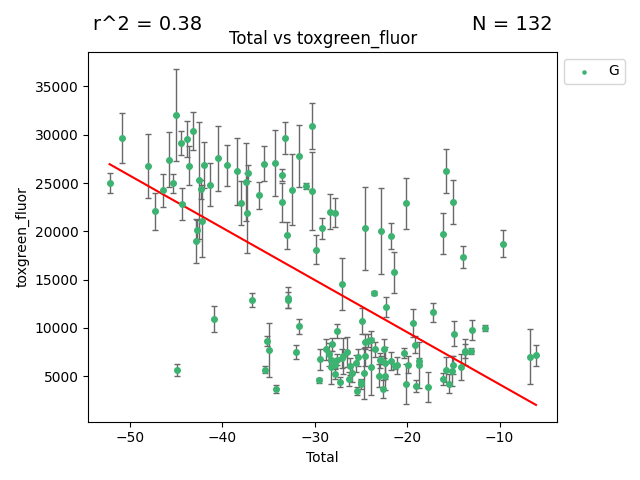 r^2 = 0.38
N = 132
Total vs toxgreen_fluor
G
35000
30000
25000
20000
15000
10000
5000
toxgreen_fluor
−50
−40
−30
−20
−10
Total